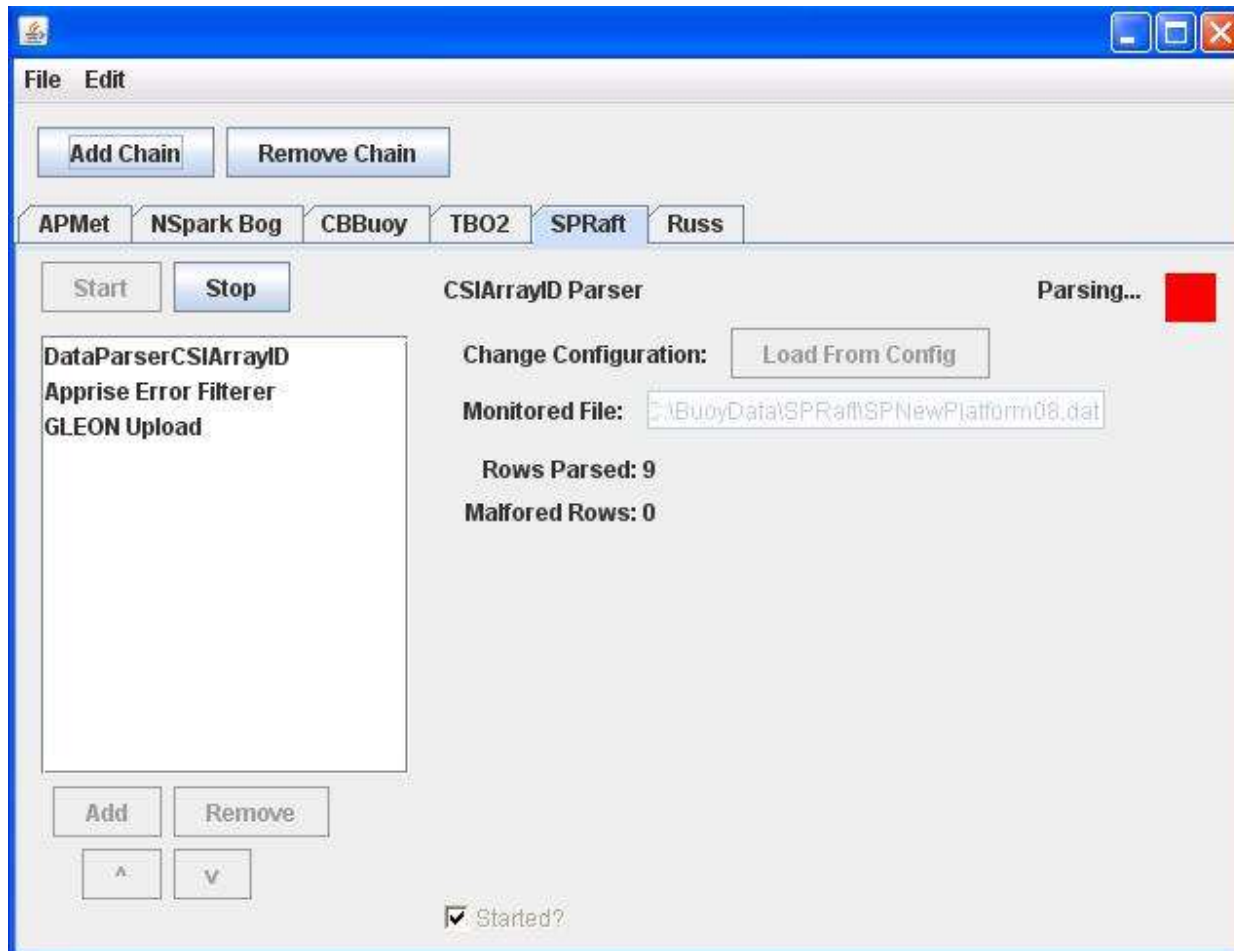 File Edit
Add Chain Remove Chain
APMet NSpark Bog CBBuoy TBO2 SPRaft Russ
Start Stop CSIArrayID Parser Parsing...
DataParserCSIArrayID
Apprise Error Filterer
GLEON Upload
Change Configuration: Load From Config
Monitored File: C:\BuoyData\SPRaft\SPNewPlatform08.dat
Rows Parsed: 9
Malfored Rows: 0
Add Remove
^ v
Started?